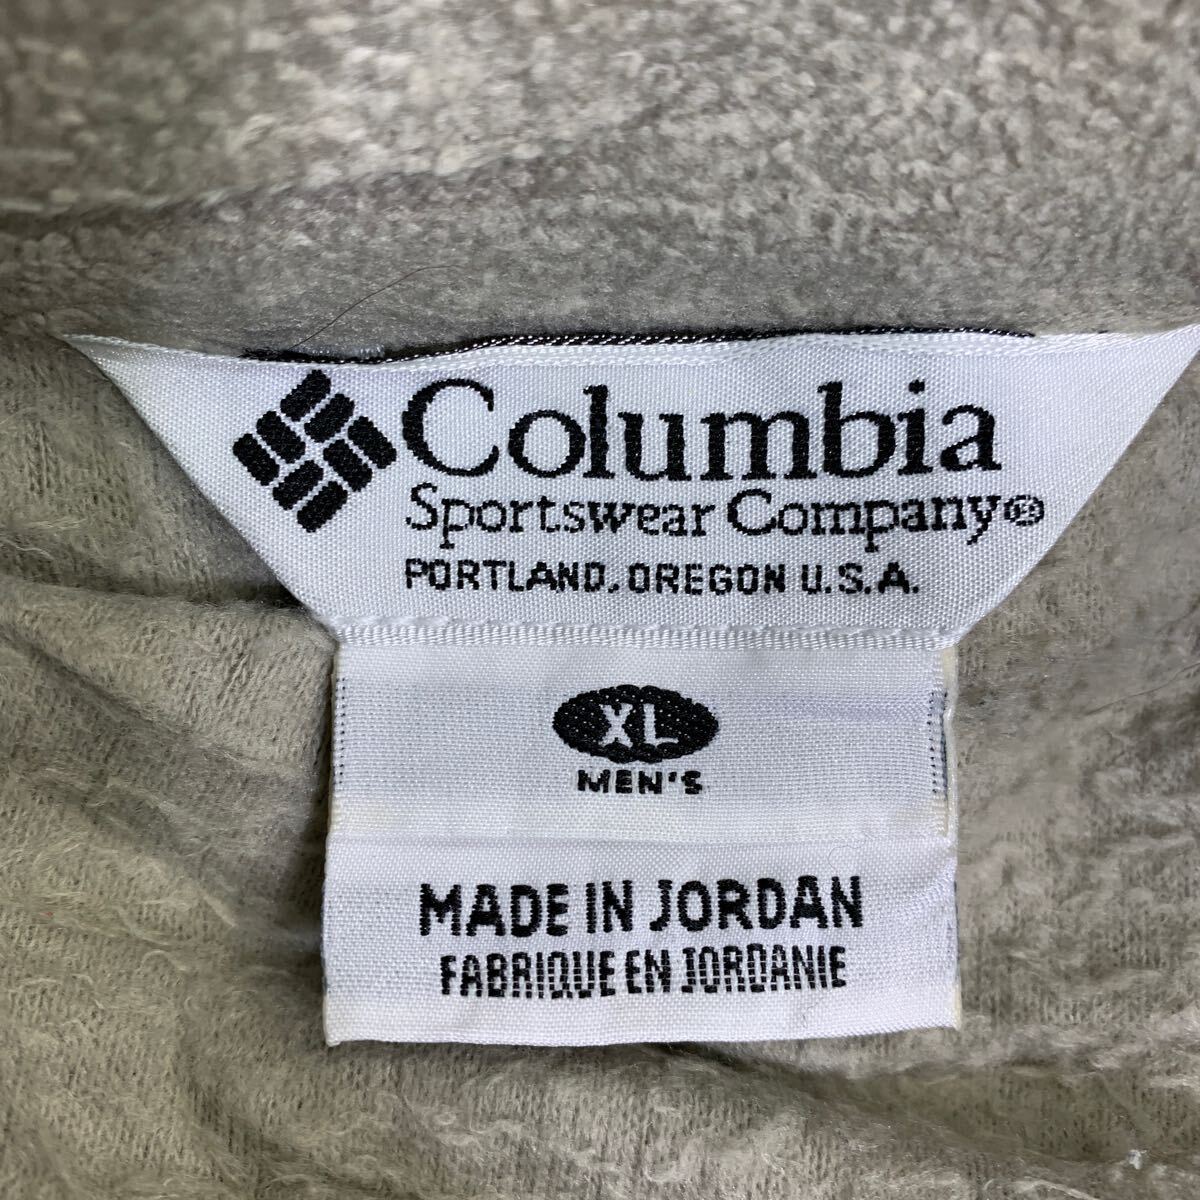 Columbia
Sportswear Company®
PORTLAND, OREGON U.S.A.
XL
MEN'S
MADE IN JORDAN
FABRIQUE EN JORDANIE